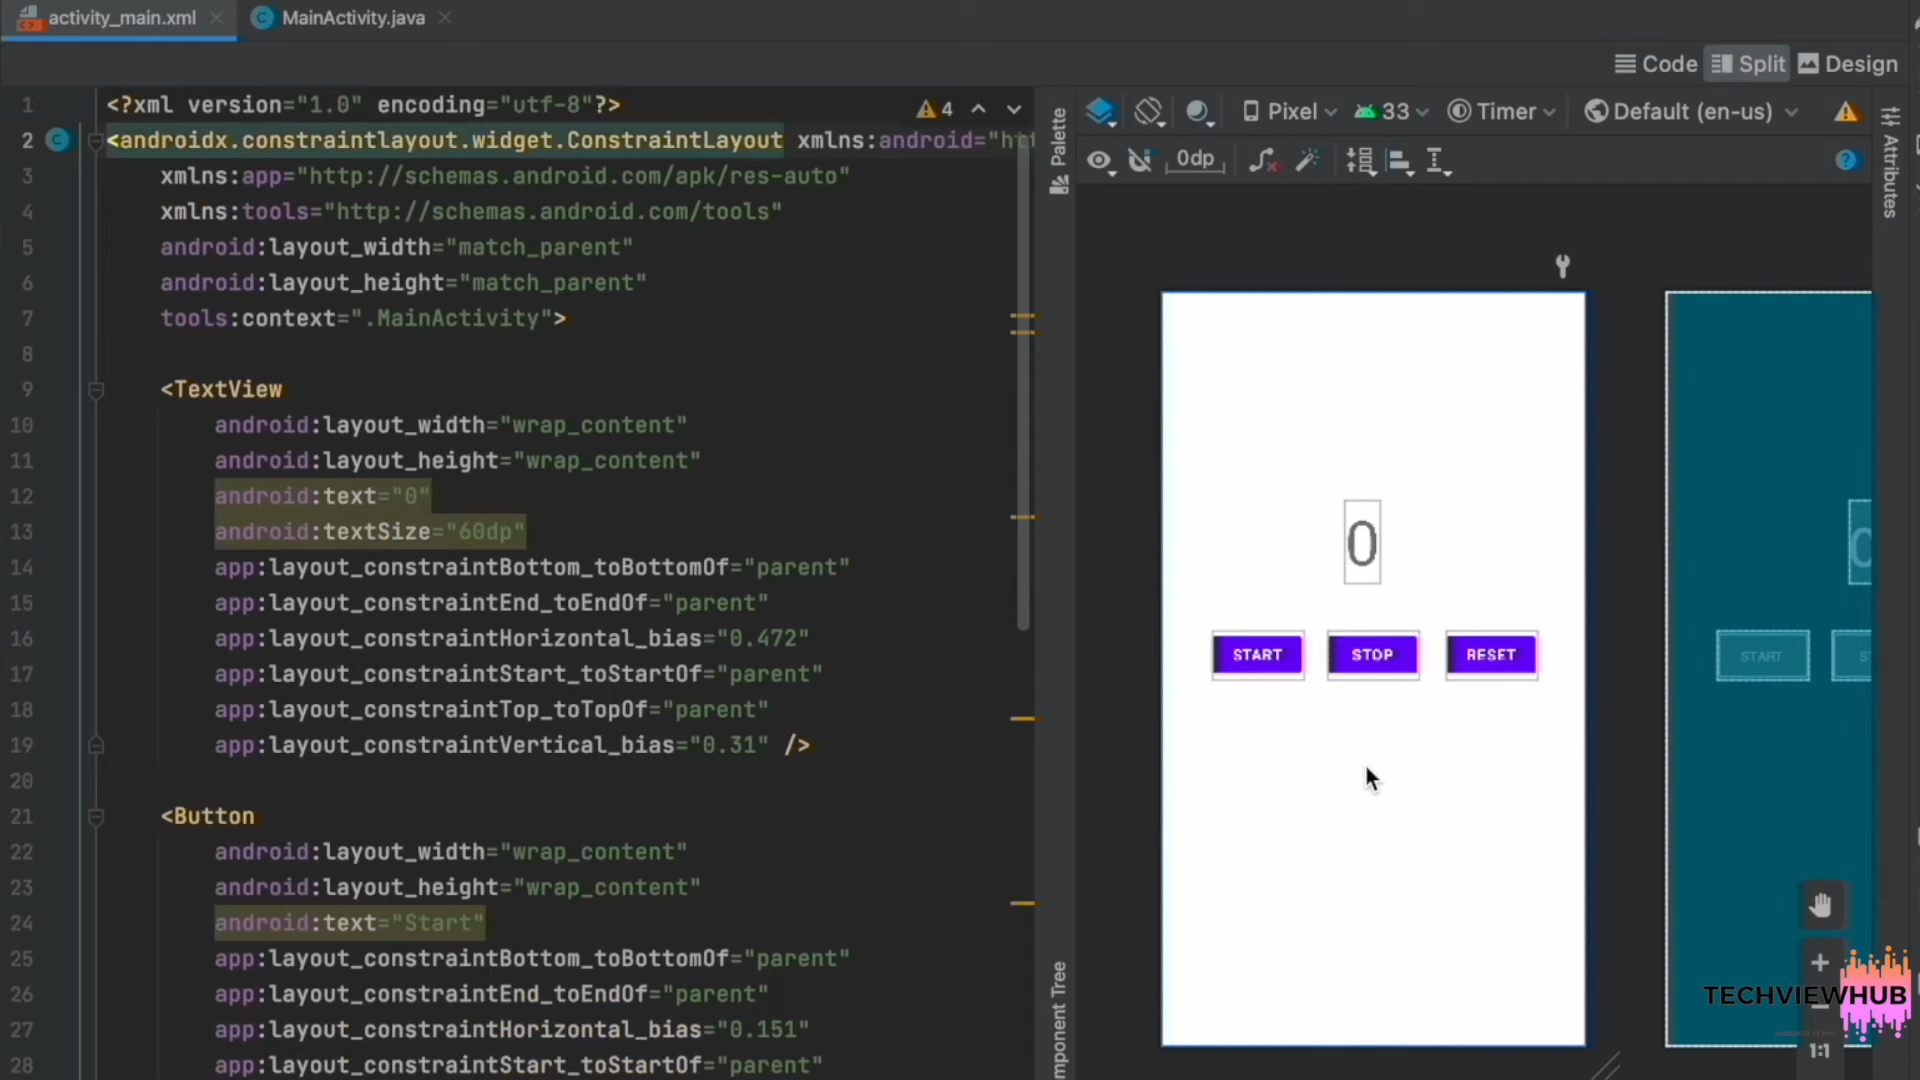 activity_main.xml
MainActivity.java
Code
Split
Design
1 <?xml version="1.0" encoding="utf-8"?>
4
2 <androidx.constraintlayout.widget.ConstraintLayout xmlns:android="ht
3 xmlns:app="http://schemas.android.com/apk/res-auto"
4 xmlns:tools="http://schemas.android.com/tools"
5 android:layout_width="match_parent"
6 android:layout_height="match_parent"
7 tools:context=".MainActivity">
8
9 <TextView
10 android:layout_width="wrap_content"
11 android:layout_height="wrap_content"
12 android:text="0"
13 android:textSize="60dp"
14 app:layout_constraintBottom_toBottomOf="parent"
15 app:layout_constraintEnd_toEndOf="parent"
16 app:layout_constraintHorizontal_bias="0.472"
17 app:layout_constraintStart_toStartOf="parent"
18 app:layout_constraintTop_toTopOf="parent"
19 app:layout_constraintVertical_bias="0.31" />
20
21 <Button
22 android:layout_width="wrap_content"
23 android:layout_height="wrap_content"
24 android:text="Start"
25 app:layout_constraintBottom_toBottomOf="parent"
26 app:layout_constraintEnd_toEndOf="parent"
27 app:layout_constraintHorizontal_bias="0.151"
28 app:layout_constraintStart_toStartOf="parent"
Palette
mponent Tree
Pixel
33
Timer
Default (en-us)
0dp
Attributes
0
START
STOP
RESET
START
ST
TECHVIEWHUB
1:1